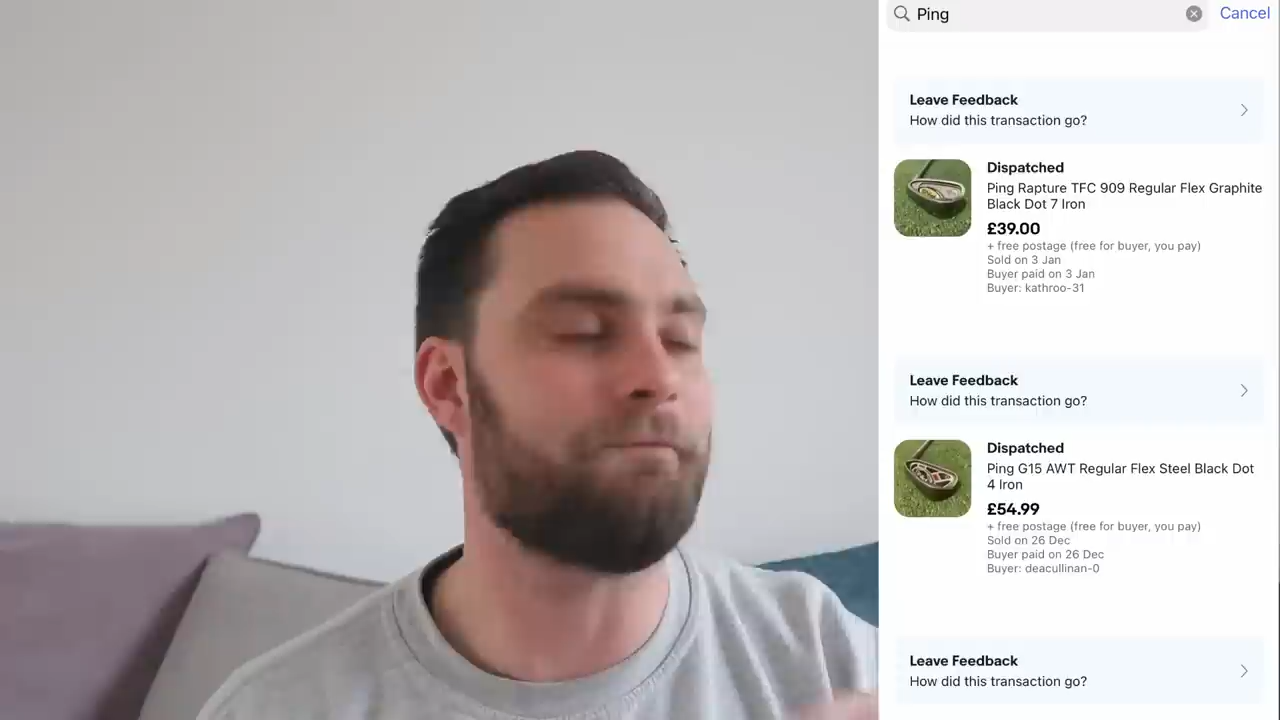 Ping
Cancel
Leave Feedback
How did this transaction go?
Dispatched
Ping Rapture TFC 909 Regular Flex Graphite
Black Dot 7 Iron
£39.00
+ free postage (free for buyer, you pay)
Sold on 3 Jan
Buyer paid on 3 Jan
Buyer: kathroo-31
Leave Feedback
How did this transaction go?
Dispatched
Ping G15 AWT Regular Flex Steel Black Dot
4 Iron
£54.99
+ free postage (free for buyer, you pay)
Sold on 26 Dec
Buyer paid on 26 Dec
Buyer: deacullinan-0
Leave Feedback
How did this transaction go?